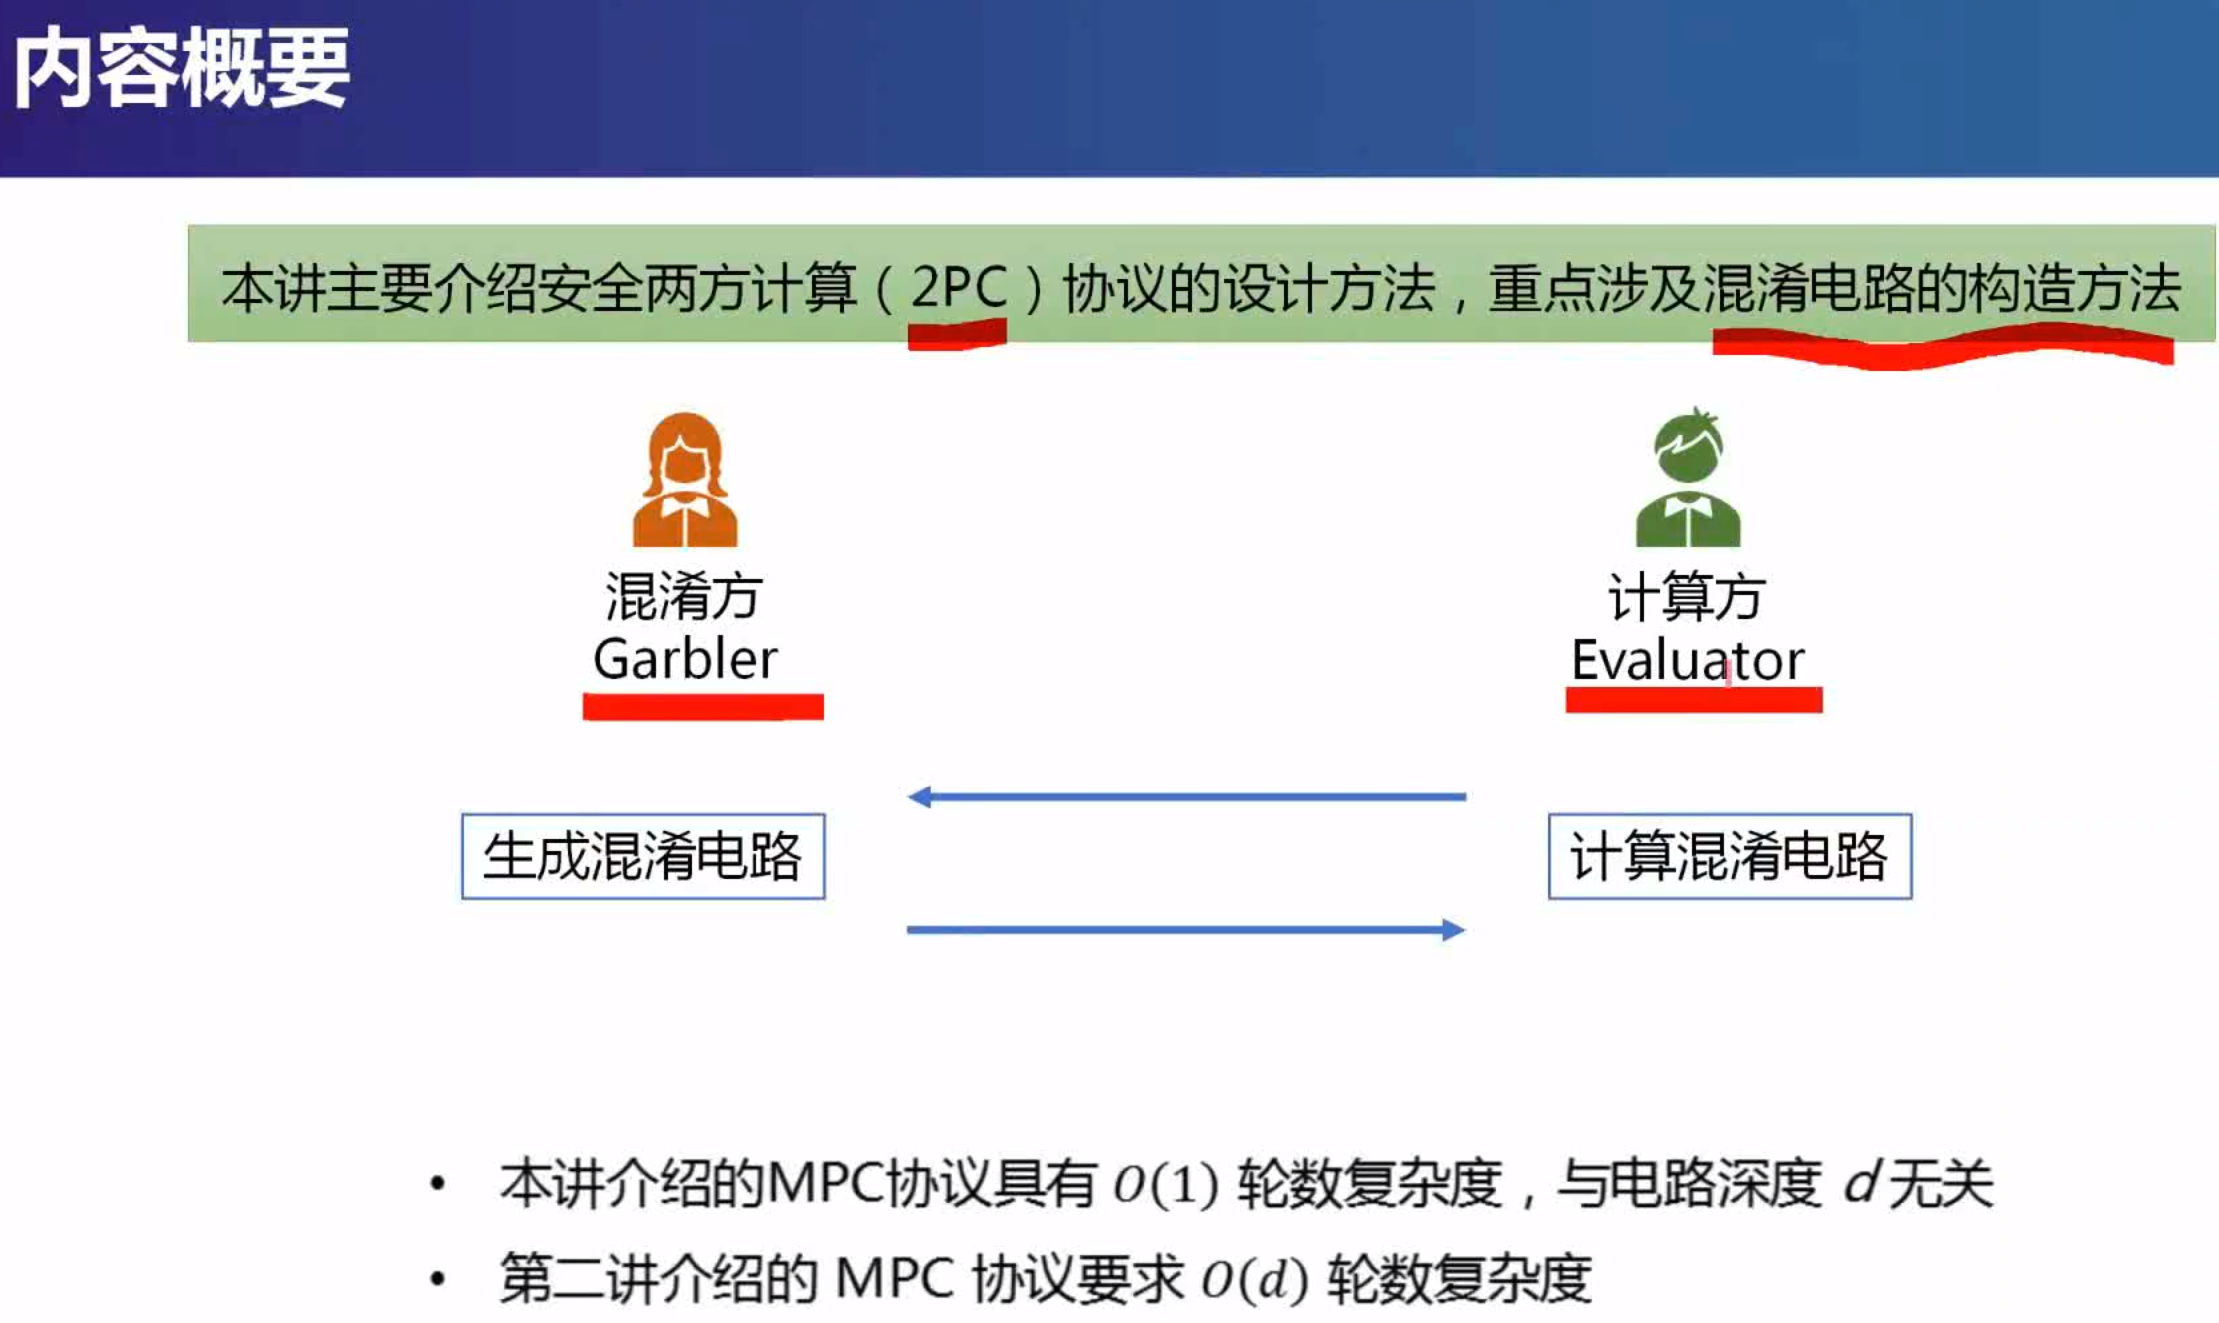 内容概要
本讲主要介绍安全两方计算（2PC）协议的设计方法，重点涉及混淆电路的构造方法
混淆方
Garbler
计算方
Evaluator
生成混淆电路
计算混淆电路
• 本讲介绍的MPC协议具有 O(1) 轮数复杂度，与电路深度 d 无关
• 第二讲介绍的 MPC 协议要求 O(d) 轮数复杂度